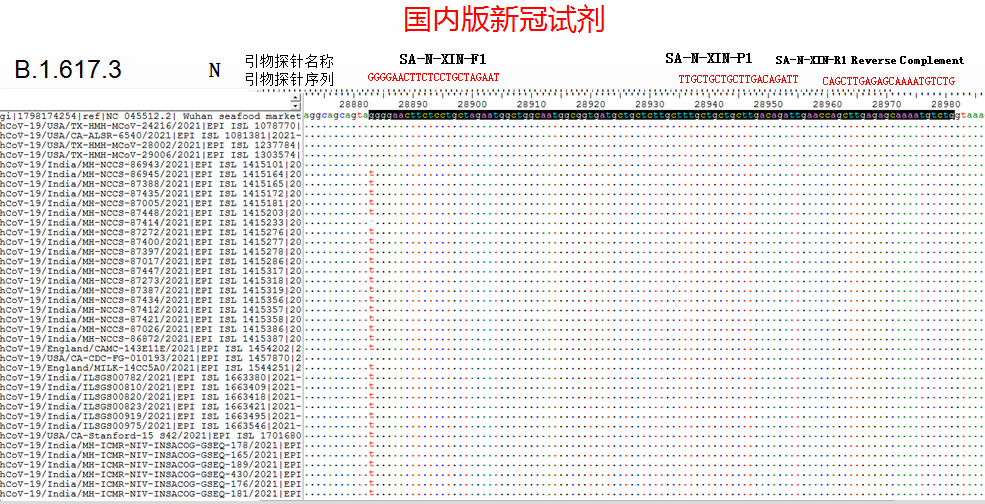 国内版新冠试剂
B.1.617.3
N
引物探针名称
引物探针序列
SA-N-XIN-F1
GGGGAACTTCTCCTGCTAGAAT
SA-N-XIN-P1
TTGCTGCTGCTTGACAGATT
SA-N-XIN-R1 Reverse Complement
CAGCTTGAGAGCAAAATGTCTG
28880 28890 28900 28910 28920 28930 28940 28950 28960 28970 28980
gi|1798174254|ref|NC 045512.2| Wuhan seafood market aggcagcagtaggggaacttctcctgctagaatggctggcaatggcggtgatgctgctcttgctttgctgctgcttgacagattgaaccagcttgagagcaaaatgtctggtaaa
hCoV-19/USA/TX-HMH-MCoV-24216/2021|EPI ISL 1078770|
hCoV-19/USA/CA-ALSR-6540/2021|EPI ISL 1081381|2021-
hCoV-19/USA/TX-HMH-MCoV-28002/2021|EPI ISL 1237784|
hCoV-19/USA/TX-HMH-MCoV-29006/2021|EPI ISL 1303574|
hCoV-19/India/MH-NCCS-86943/2021|EPI ISL 1415101|20
hCoV-19/India/MH-NCCS-86945/2021|EPI ISL 1415164|20 t
hCoV-19/India/MH-NCCS-87388/2021|EPI ISL 1415165|20 t
hCoV-19/India/MH-NCCS-87435/2021|EPI ISL 1415172|20 t
hCoV-19/India/MH-NCCS-87005/2021|EPI ISL 1415181|20 t
hCoV-19/India/MH-NCCS-87448/2021|EPI ISL 1415203|20 t
hCoV-19/India/MH-NCCS-87414/2021|EPI ISL 1415233|20
hCoV-19/India/MH-NCCS-87272/2021|EPI ISL 1415276|20 t
hCoV-19/India/MH-NCCS-87400/2021|EPI ISL 1415277|20 t
hCoV-19/India/MH-NCCS-87397/2021|EPI ISL 1415278|20 t
hCoV-19/India/MH-NCCS-87017/2021|EPI ISL 1415286|20 t
hCoV-19/India/MH-NCCS-87447/2021|EPI ISL 1415317|20 t
hCoV-19/India/MH-NCCS-87273/2021|EPI ISL 1415318|20 t
hCoV-19/India/MH-NCCS-87387/2021|EPI ISL 1415319|20 t
hCoV-19/India/MH-NCCS-87434/2021|EPI ISL 1415356|20 t
hCoV-19/India/MH-NCCS-87412/2021|EPI ISL 1415357|20 t
hCoV-19/India/MH-NCCS-87421/2021|EPI ISL 1415358|20 t
hCoV-19/India/MH-NCCS-87026/2021|EPI ISL 1415386|20 t
hCoV-19/India/MH-NCCS-86872/2021|EPI ISL 1415387|20 t
hCoV-19/England/CAMC-143E11E/2021|EPI ISL 1454202|2 t
hCoV-19/USA/CA-CDC-FG-010193/2021|EPI ISL 1457870|2
hCoV-19/England/MILK-14CC5A0/2021|EPI ISL 1544251|2 t
hCoV-19/India/ILSGS00782/2021|EPI ISL 1663380|2021- t
hCoV-19/India/ILSGS00810/2021|EPI ISL 1663409|2021- t
hCoV-19/India/ILSGS00820/2021|EPI ISL 1663418|2021- t
hCoV-19/India/ILSGS00823/2021|EPI ISL 1663421|2021- t
hCoV-19/India/ILSGS00919/2021|EPI ISL 1663495|2021- t
hCoV-19/India/ILSGS00975/2021|EPI ISL 1663546|2021- t
hCoV-19/USA/CA-Stanford-15 S42/2021|EPI ISL 1701680
hCoV-19/India/MH-ICMR-NIV-INSACOG-GSEQ-178/2021|EPI t
hCoV-19/India/MH-ICMR-NIV-INSACOG-GSEQ-165/2021|EPI t
hCoV-19/India/MH-ICMR-NIV-INSACOG-GSEQ-189/2021|EPI t
hCoV-19/India/MH-ICMR-NIV-INSACOG-GSEQ-430/2021|EPI t
hCoV-19/India/MH-ICMR-NIV-INSACOG-GSEQ-176/2021|EPI t
hCoV-19/India/MH-ICMR-NIV-INSACOG-GSEQ-181/2021|EPI t